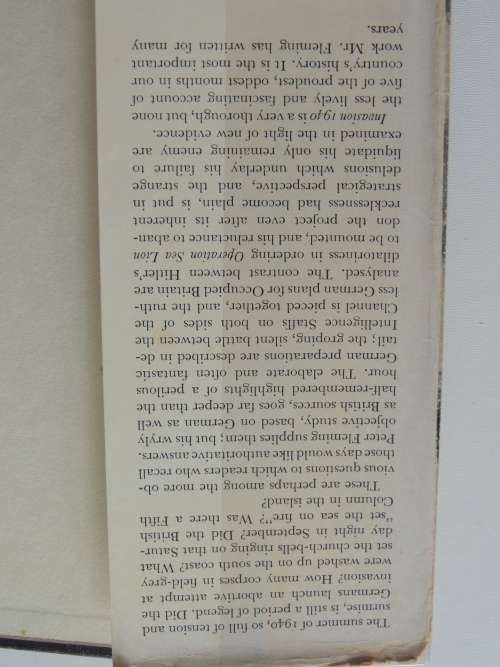 The summer of 1940, so full of tension and
surmise, is still a period of legend. Did the
Germans launch an abortive attempt at
invasion? How many corpses in field-grey
were washed up on the south coast? What
set the church-bells ringing on that Satur-
day night in September? Did the British
“set the sea on fire”? Was there a Fifth
Column in the island?
These are perhaps among the more ob-
vious questions to which readers who recall
those days would like authoritative answers.
Peter Fleming supplies them; but his wryly
objective study, based on German as well
as British sources, goes far deeper than the
half-remembered highlights of a perilous
hour. The elaborate and often fantastic
German preparations are described in de-
tail; the groping, silent battle between the
Intelligence Staffs on both sides of the
Channel is pieced together, and the ruth-
less German plans for Occupied Britain are
analysed. The contrast between Hitler's
dilatoriness in ordering Operation Sea Lion
to be mounted, and his reluctance to aban-
don the project even after its inherent
recklessness had become plain, is put in
strategical perspective, and the strange
delusions which underlay his failure to
liquidate his only remaining enemy are
examined in the light of new evidence.
Invasion 1940 is a very thorough, but none
the less lively and fascinating account of
five of the proudest, oddest months in our
country's history. It is the most important
work Mr. Fleming has written for many
years.